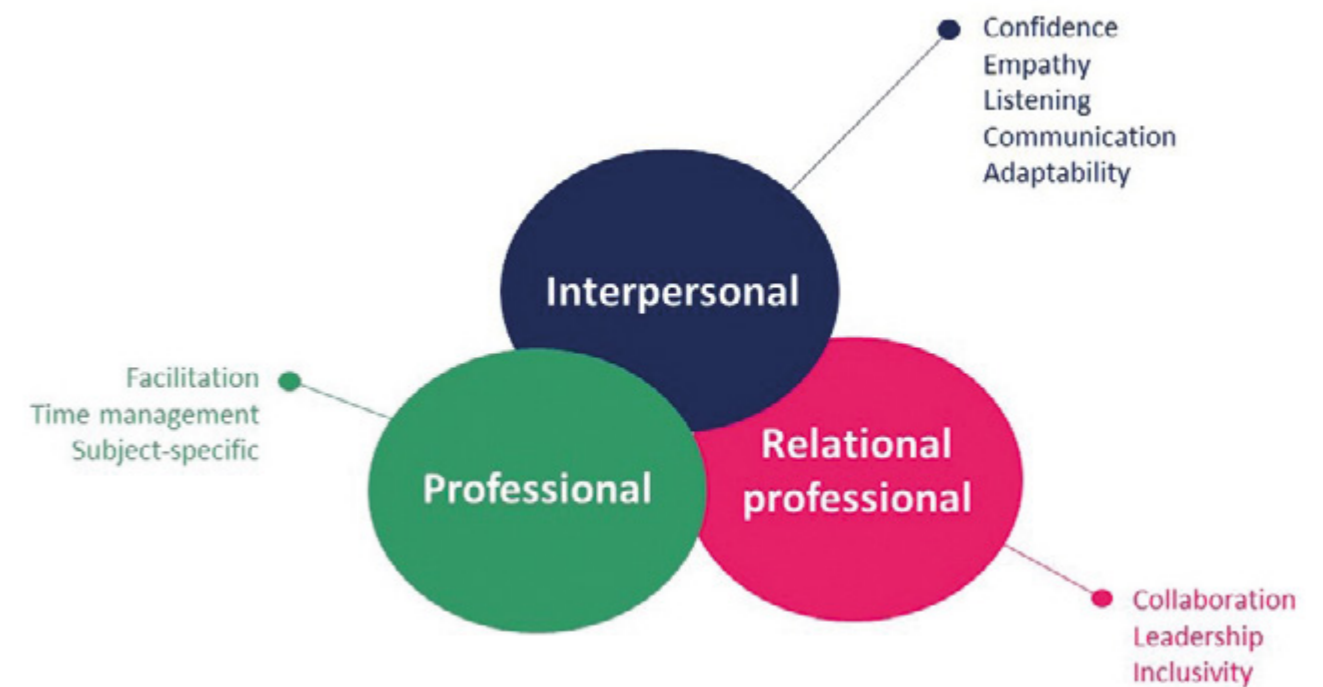 Confidence
Empathy
Listening
Communication
Adaptability
Interpersonal
Facilitation
Time management
Subject-specific
Professional
Relational
professional
Collaboration
Leadership
Inclusivity